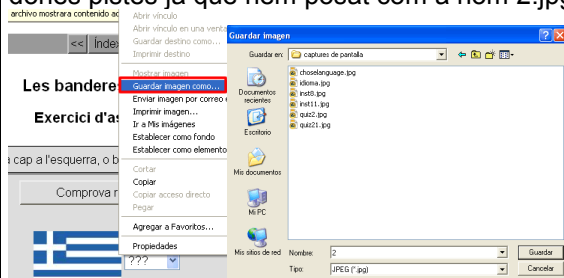 dones pistes ja que hem posat com a nom 2.jpg
archivo mostrara contenido ac
<< Index
Les bandere
Exercici d'as
cap a l'esquerra, o b
Comprova r
???
Abrir vínculo
Abrir vínculo en una venta
Guardar destino como...
Imprimir destino
Mostrar imagen
Guardar imagen como...
Enviar imagen por correo e
Imprimir imagen...
Ir a Mis imágenes
Establecer como fondo
Establecer como elemento
Cortar
Copiar
Copiar acceso directo
Pegar
Agregar a Favoritos...
Propiedades
Guardar imagen
Guardar en:
captures de pantalla
Documentos recientes
Escritorio
Mis documentos
Mi PC
Mis sitios de red
choselanguage.jpg
idioma.jpg
inst8.jpg
inst11.jpg
quiz2.jpg
quiz21.jpg
Nombre: 2
Guardar
Tipo: JPEG (*.jpg)
Cancelar